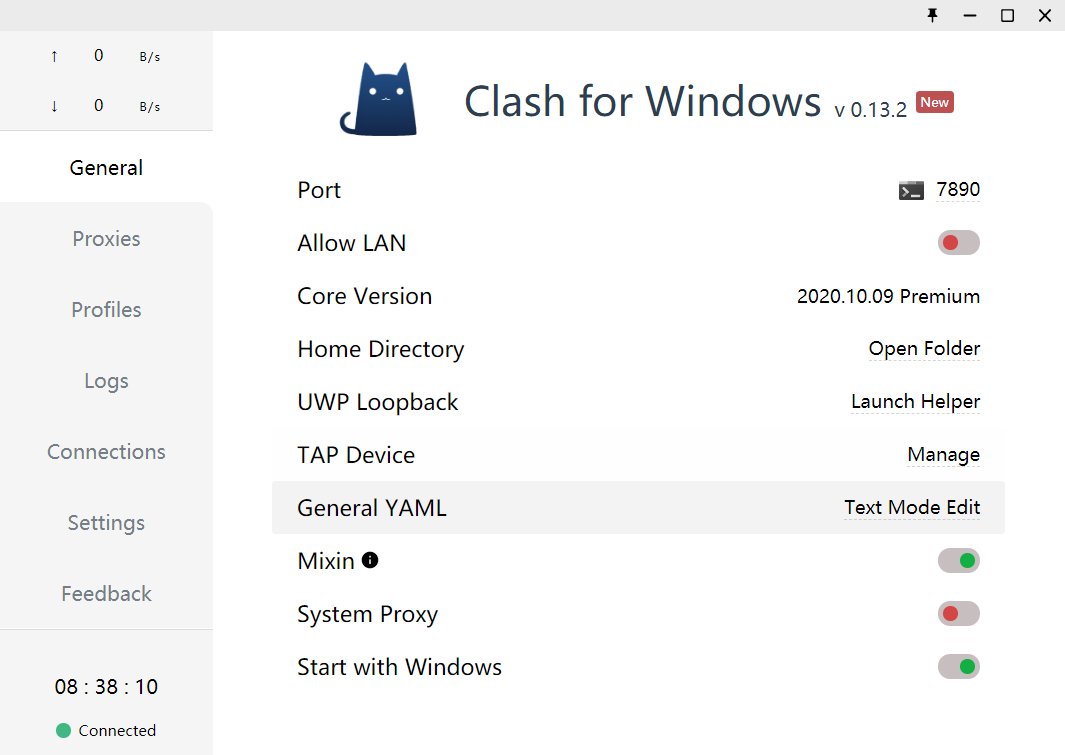 ↑ 0 B/s
↓ 0 B/s
General
Proxies
Profiles
Logs
Connections
Settings
Feedback
08 : 38 : 10
Connected
Clash for Windows v 0.13.2 New
Port 7890
Allow LAN
Core Version 2020.10.09 Premium
Home Directory Open Folder
UWP Loopback Launch Helper
TAP Device Manage
General YAML Text Mode Edit
Mixin
System Proxy
Start with Windows